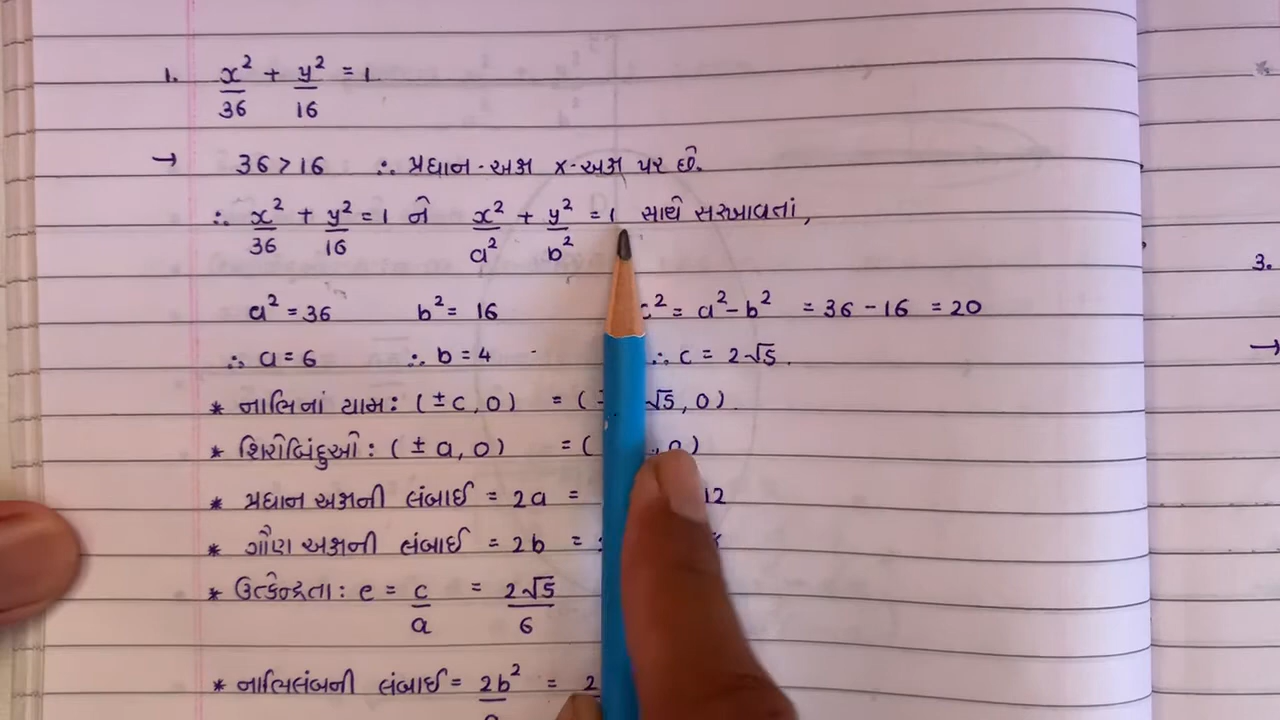 1. x²/36 + y²/16 = 1
→ 36 > 16 ∴ પ્રધાન-અક્ષ x-અક્ષ પર છે.
∴ x²/36 + y²/16 = 1 ને x²/a² + y²/b² = 1 સાથે સરખાવતાં,
a² = 36 b² = 16 c² = a² - b² = 36 - 16 = 20
∴ a = 6 ∴ b = 4 ∴ c = 2√5.
* નાભિનાં યામ: (±c, 0) = ( √5, 0).
* શિરોબિંદુઓ: (±a, 0) = ( , 0)
* પ્રધાન અક્ષની લંબાઈ = 2a = 12
* ગૌણ અક્ષની લંબાઈ = 2b =
* ઉત્કેન્દ્રતા: e = c/a = 2√5/6
* નાભિલંબની લંબાઈ = 2b²/a = 2
3.
→